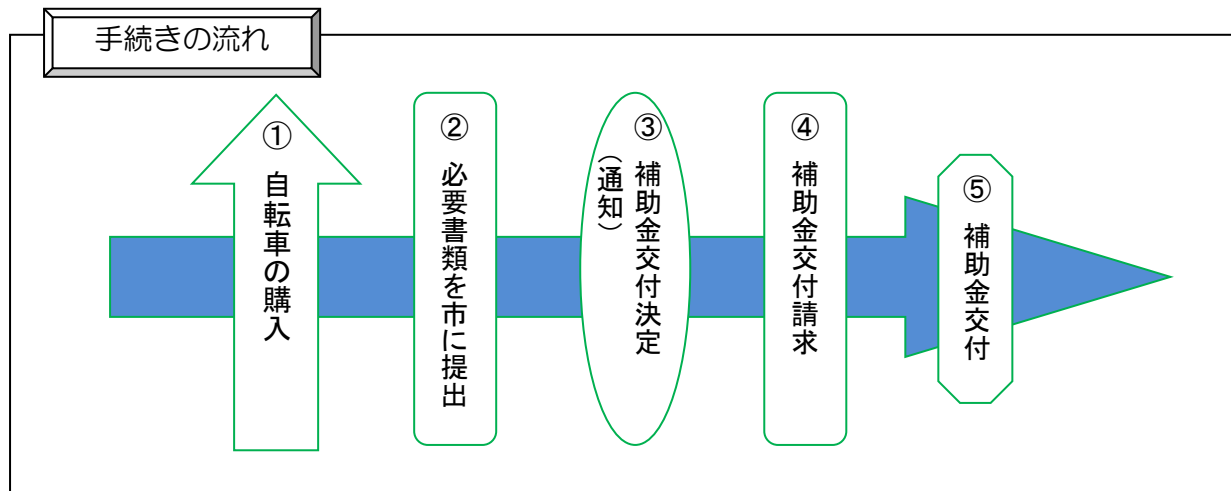 手続きの流れ
① 自転車の購入
② 必要書類を市に提出
③ 補助金交付決定
(通知)
④ 補助金交付請求
⑤ 補助金交付